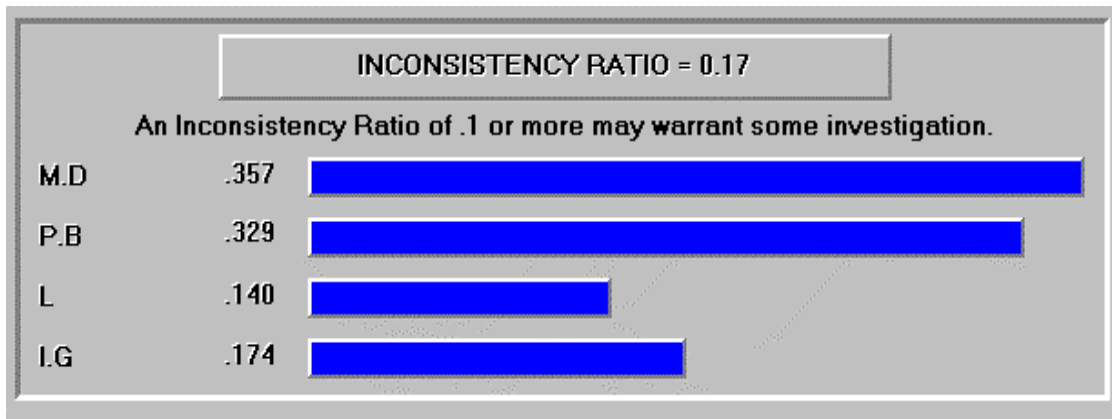 INCONSISTENCY RATIO = 0.17
An Inconsistency Ratio of .1 or more may warrant some investigation.
M.D .357
P.B .329
L .140
I.G .174